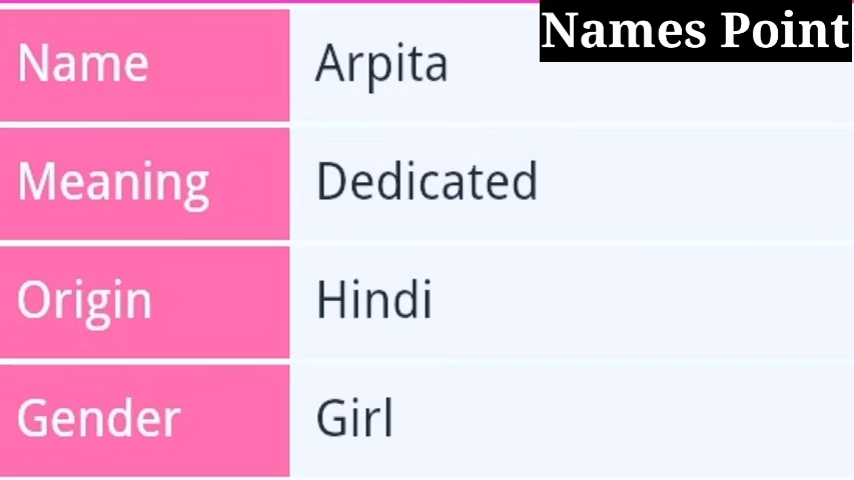 Names Point
Name Arpita
Meaning Dedicated
Origin Hindi
Gender Girl